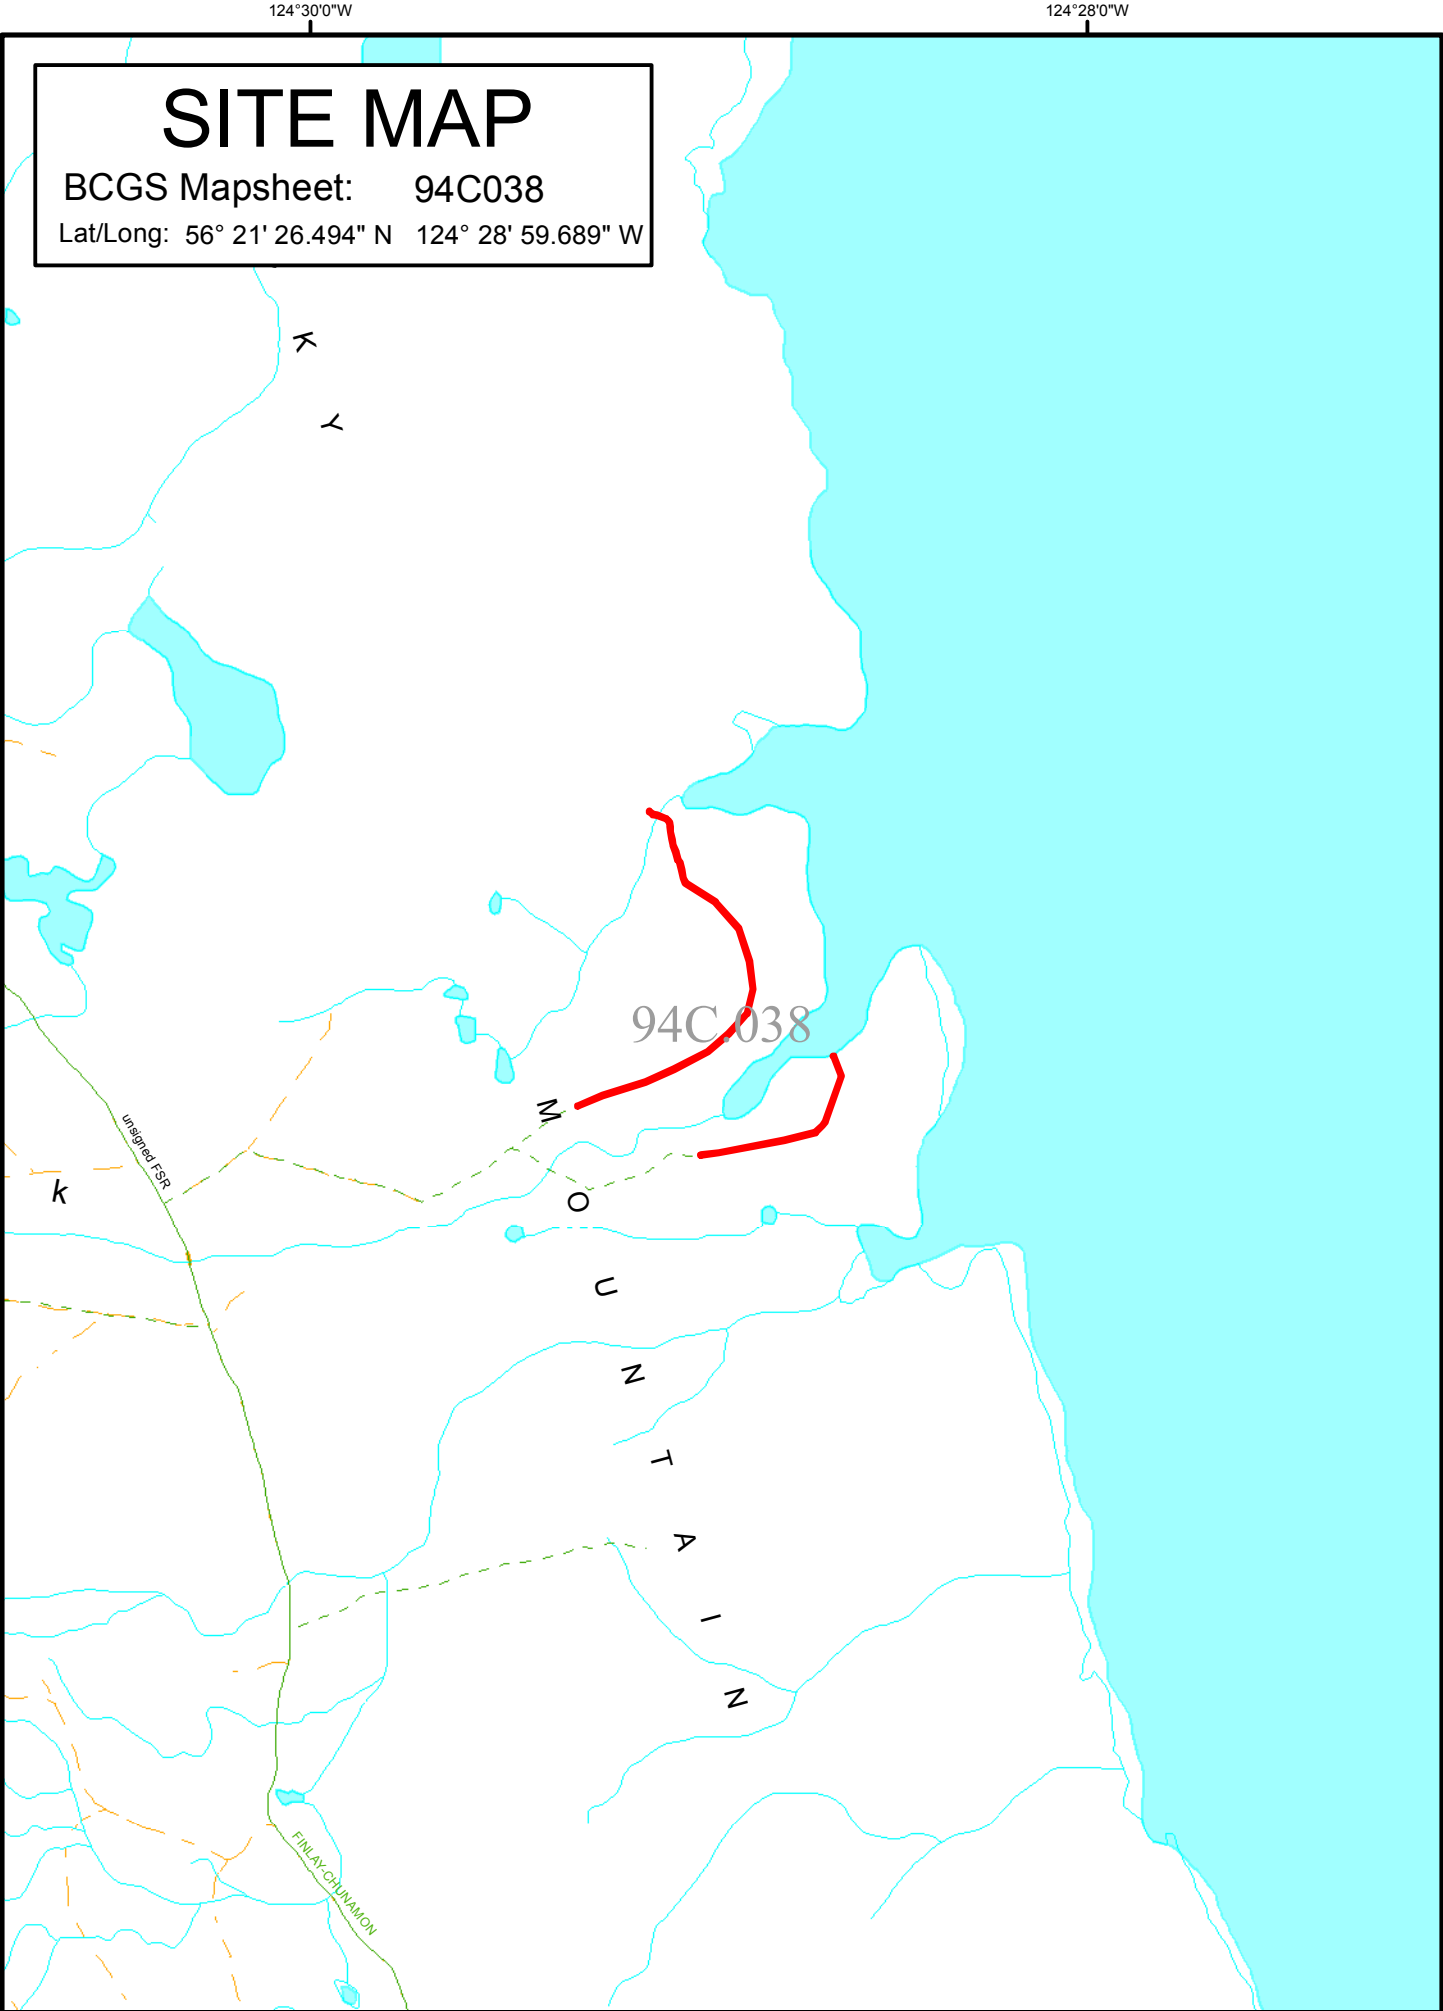 124°30'0"W 124°28'0"W
SITE MAP
BCGS Mapsheet: 94C038
Lat/Long: 56° 21' 26.494" N 124° 28' 59.689" W
K Y
94C.038
unsigned FSR
k
M O U N T A I N
FINLAY-CHUNAMON